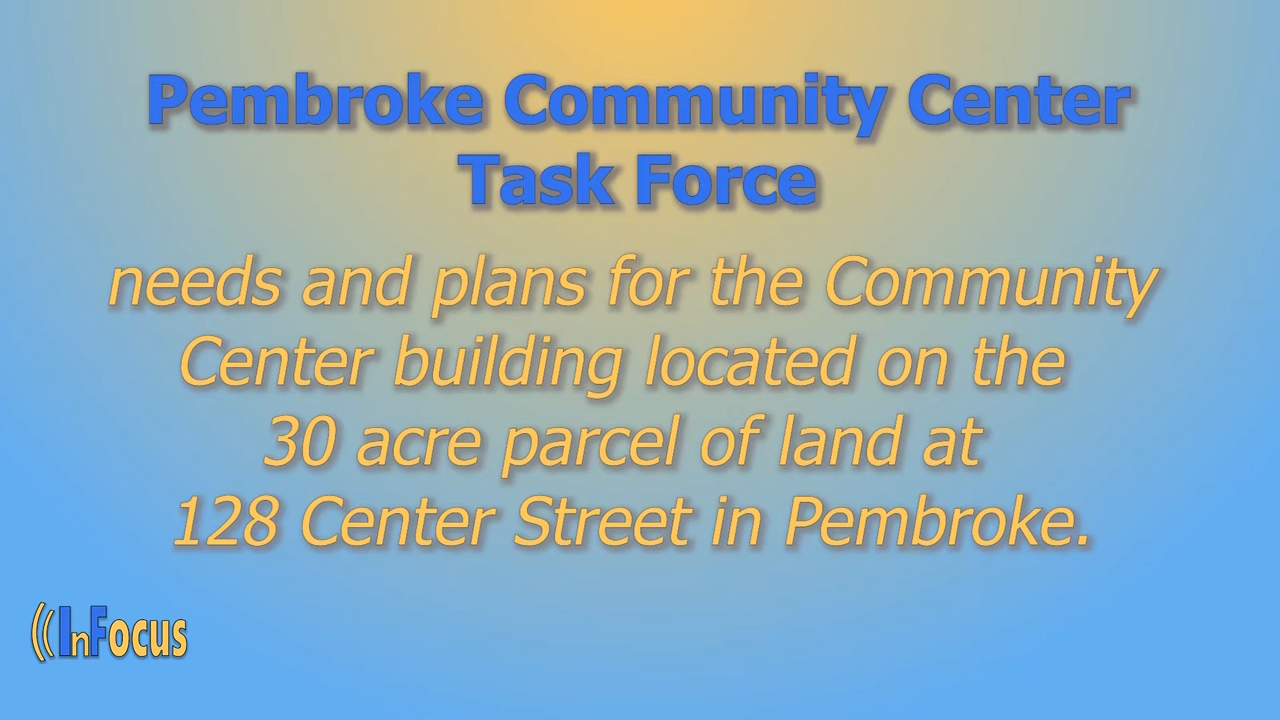 Pembroke Community Center
Task Force
needs and plans for the Community
Center building located on the
30 acre parcel of land at
128 Center Street in Pembroke.
InFocus